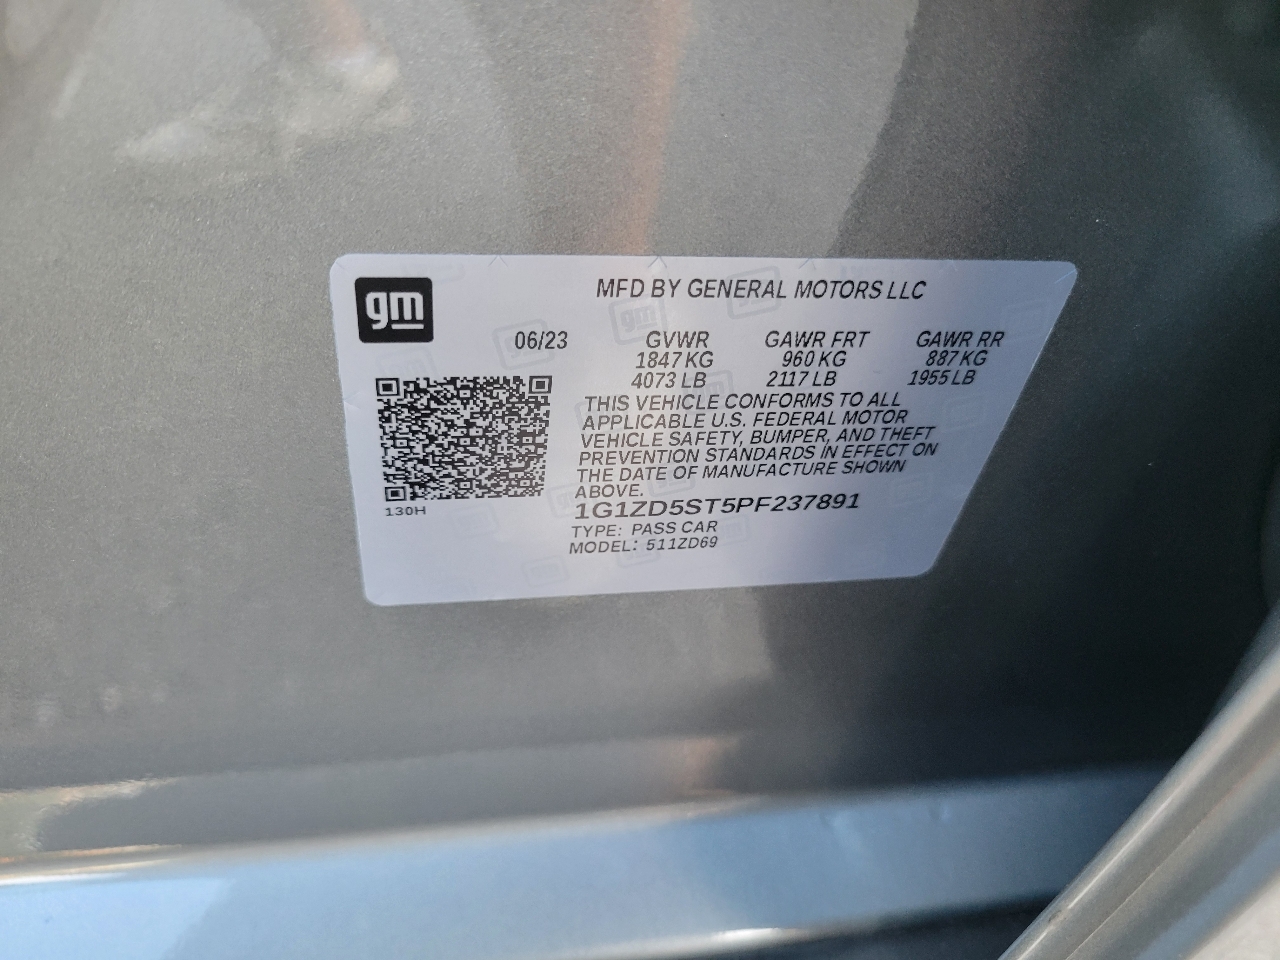 gm
MFD BY GENERAL MOTORS LLC
06/23 GVWR GAWR FRT GAWR RR
1847 KG 960 KG 887 KG
4073 LB 2117 LB 1955 LB
THIS VEHICLE CONFORMS TO ALL
APPLICABLE U.S. FEDERAL MOTOR
VEHICLE SAFETY, BUMPER, AND THEFT
PREVENTION STANDARDS IN EFFECT ON
THE DATE OF MANUFACTURE SHOWN
ABOVE.
130H
1G1ZD5ST5PF237891
TYPE: PASS CAR
MODEL: 511ZD69